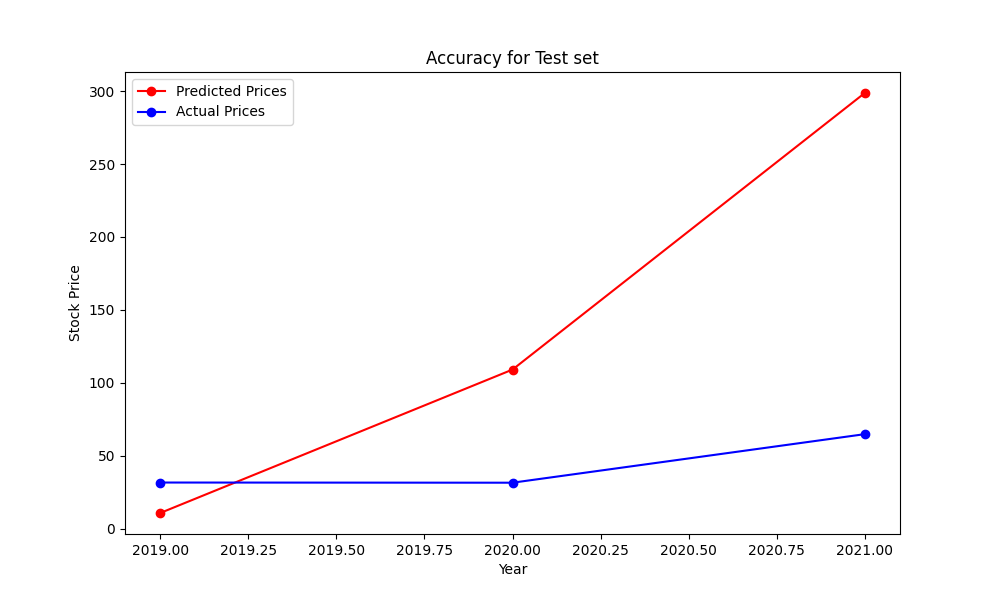 Accuracy for Test set
Predicted Prices
Actual Prices
300
250
200
150
100
50
0
Stock Price
2019.00 2019.25 2019.50 2019.75 2020.00 2020.25 2020.50 2020.75 2021.00
Year